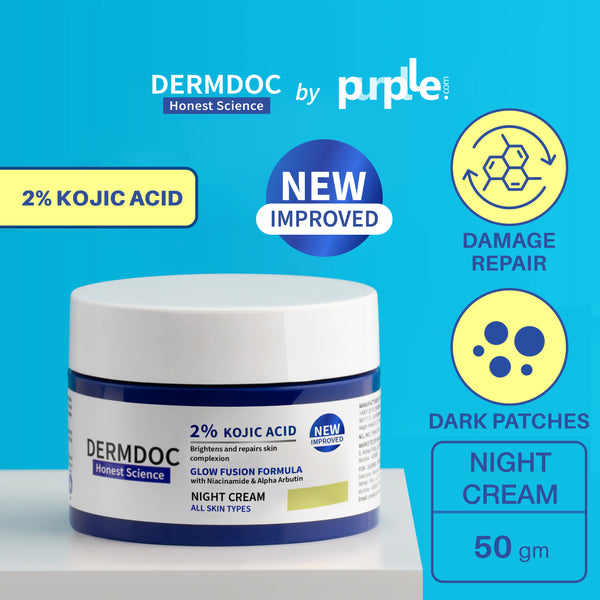 DERMDOC
Honest Science
by
purplle.com
2% KOJIC ACID
NEW
IMPROVED
DAMAGE
REPAIR
DARK PATCHES
NIGHT
CREAM
50 gm
DERMDOC
Honest Science
2% KOJIC ACID
Brightens and repairs skin
complexion
GLOW FUSION FORMULA
with Niacinamide & Alpha Arbutin
NIGHT CREAM
ALL SKIN TYPES
NEW
IMPROVED